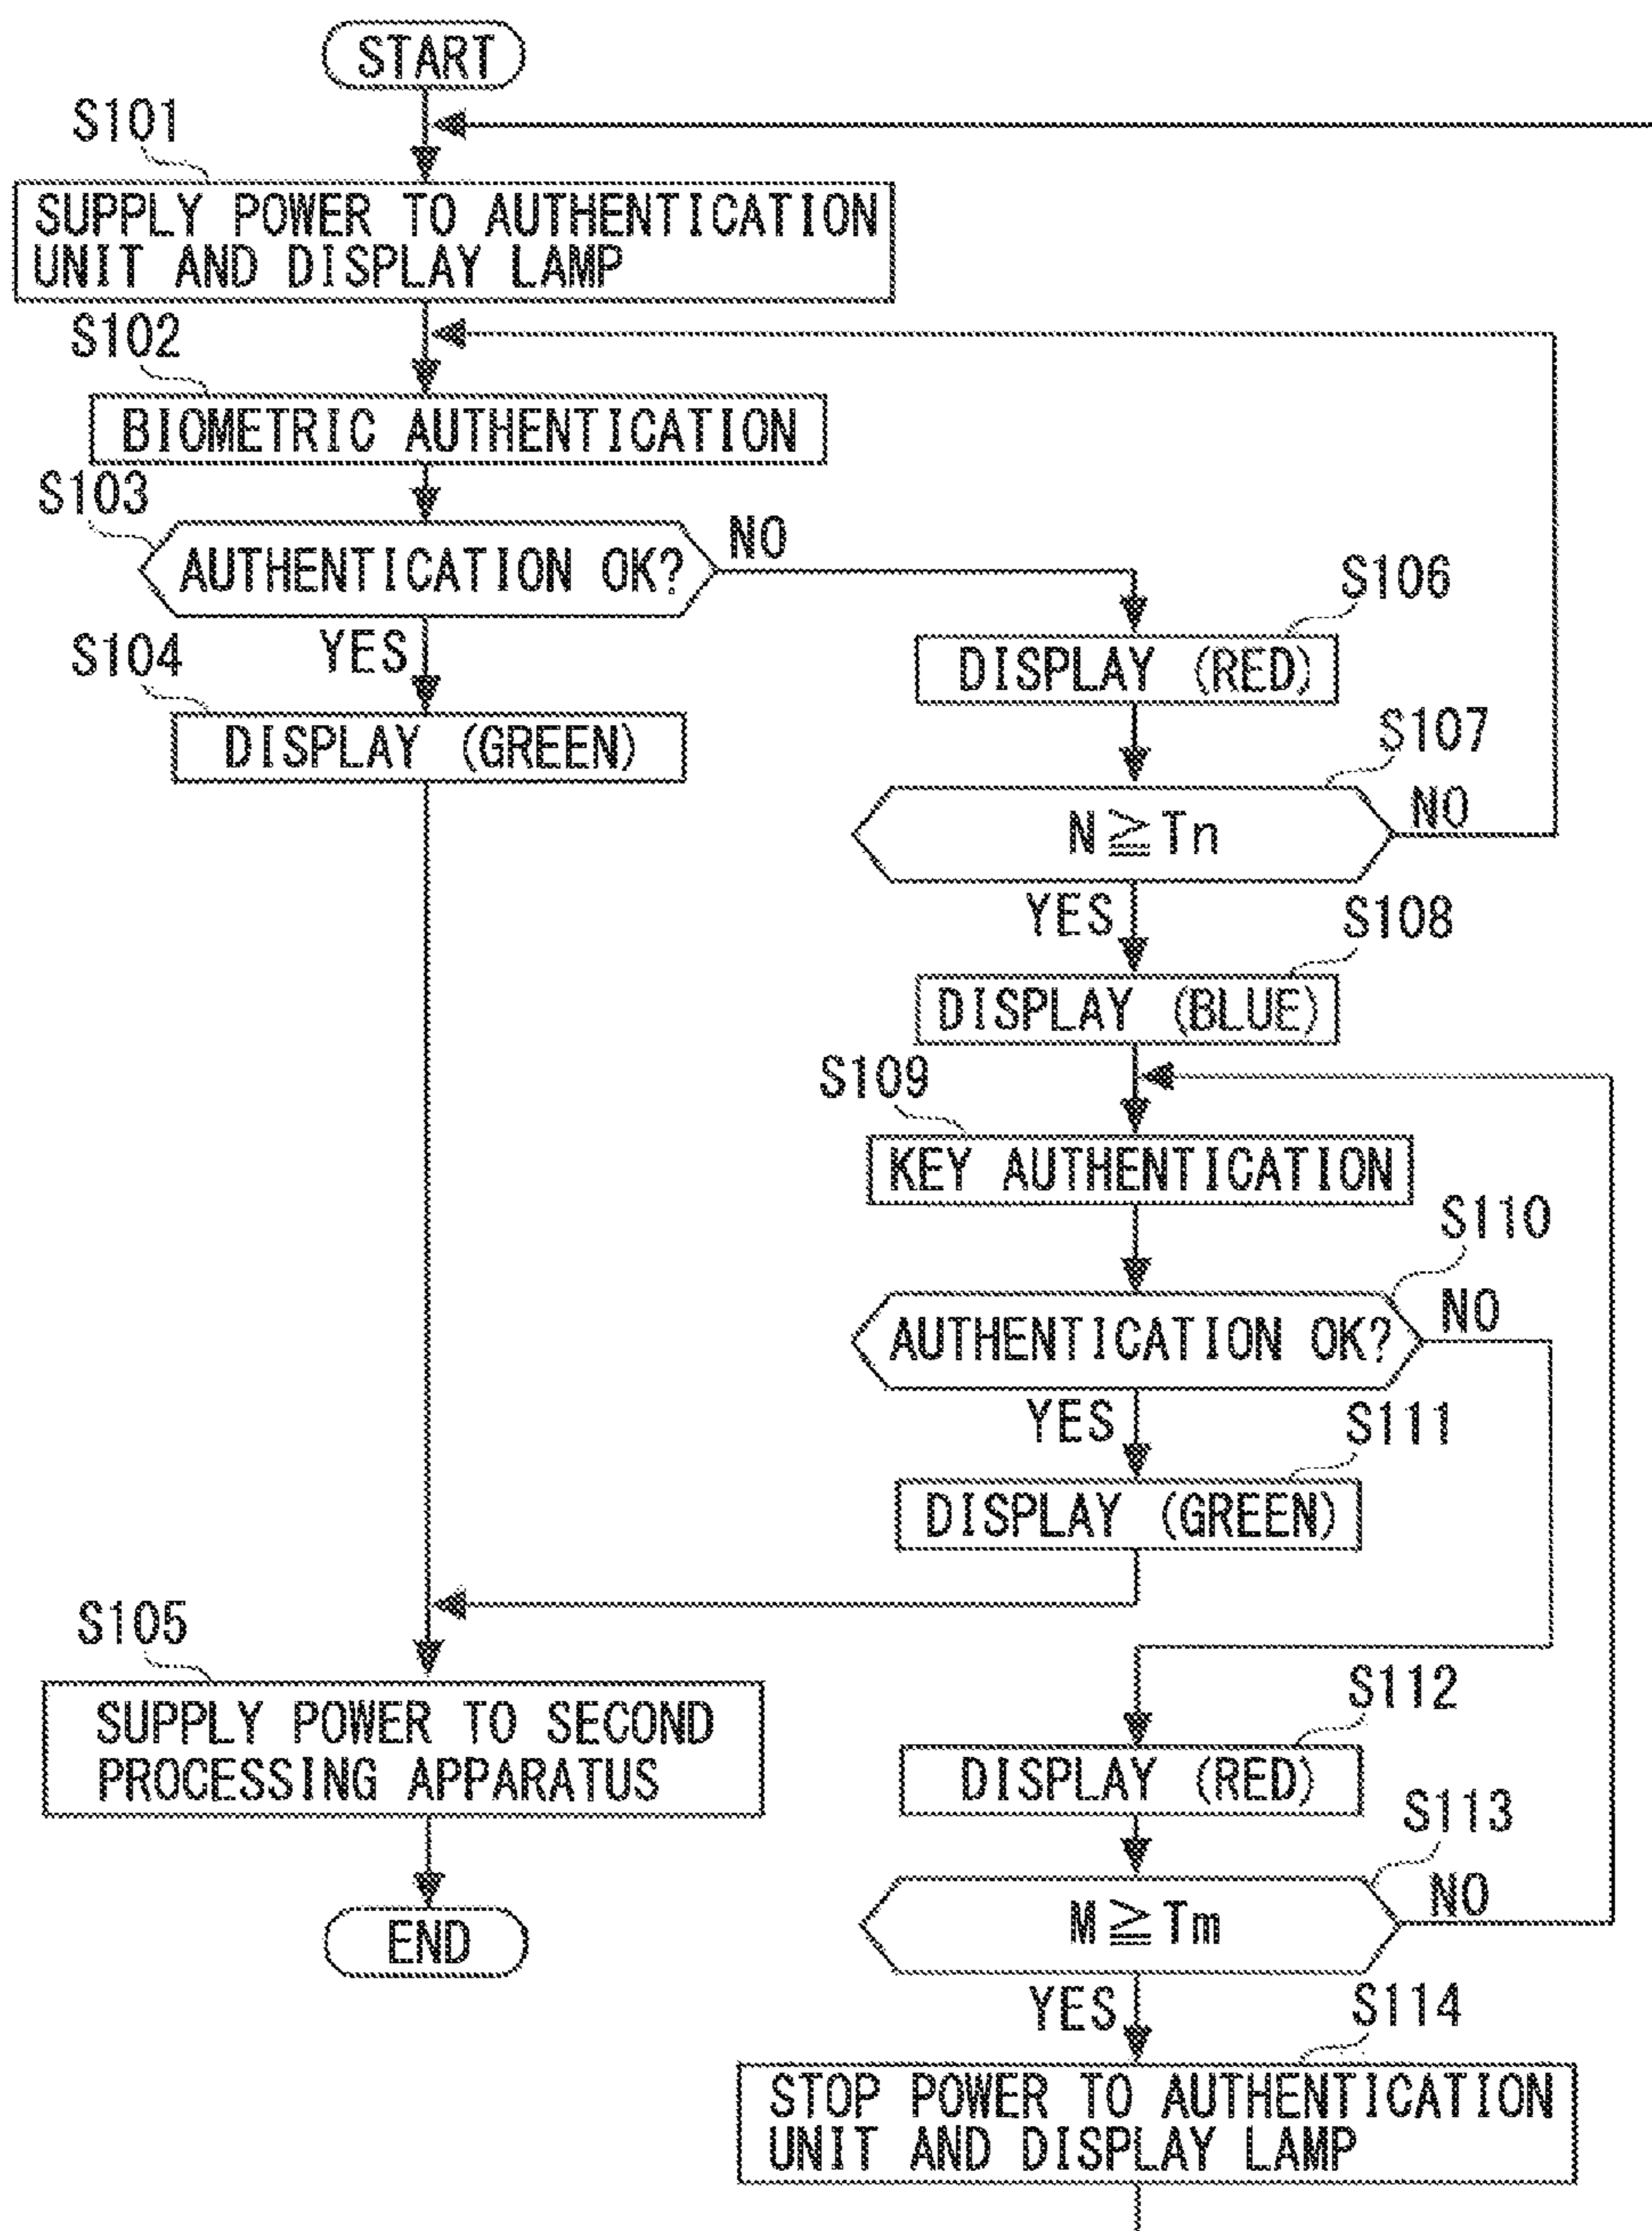 START
S101
SUPPLY POWER TO AUTHENTICATION
UNIT AND DISPLAY LAMP
S102
BIOMETRIC AUTHENTICATION
S103
AUTHENTICATION OK?
NO
YES
S104
DISPLAY (GREEN)
S106
DISPLAY (RED)
S107
N≧Tn
NO
YES
S108
DISPLAY (BLUE)
S109
KEY AUTHENTICATION
S110
AUTHENTICATION OK?
NO
YES
S111
DISPLAY (GREEN)
S105
SUPPLY POWER TO SECOND
PROCESSING APPARATUS
END
S112
DISPLAY (RED)
S113
M≧Tm
NO
YES
S114
STOP POWER TO AUTHENTICATION
UNIT AND DISPLAY LAMP